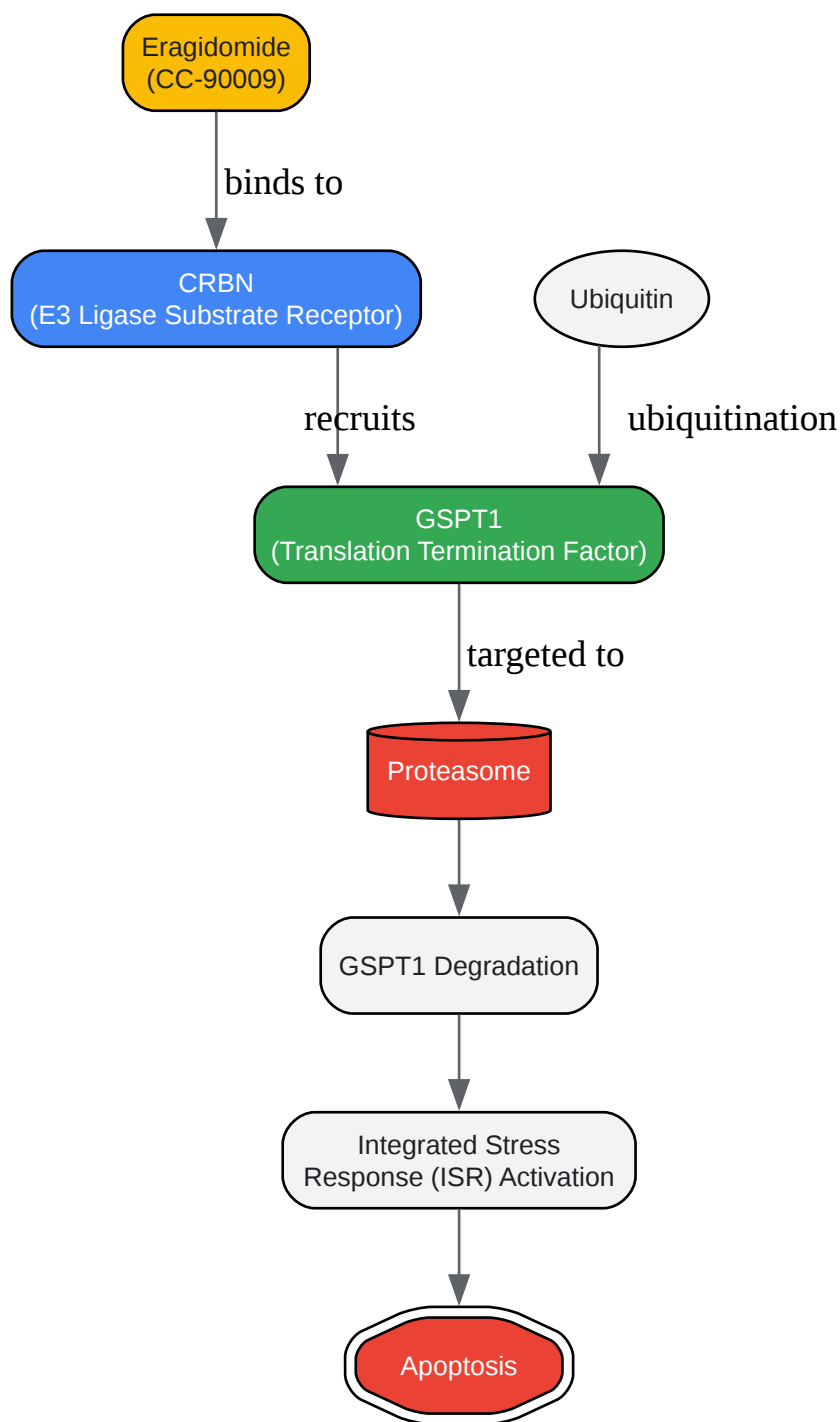 Eragidomide
(CC-90009)
binds to
CRBN
(E3 Ligase Substrate Receptor)
Ubiquitin
recruits
ubiquitination
GSPT1
(Translation Termination Factor)
targeted to
Proteasome
GSPT1 Degradation
Integrated Stress
Response (ISR) Activation
Apoptosis